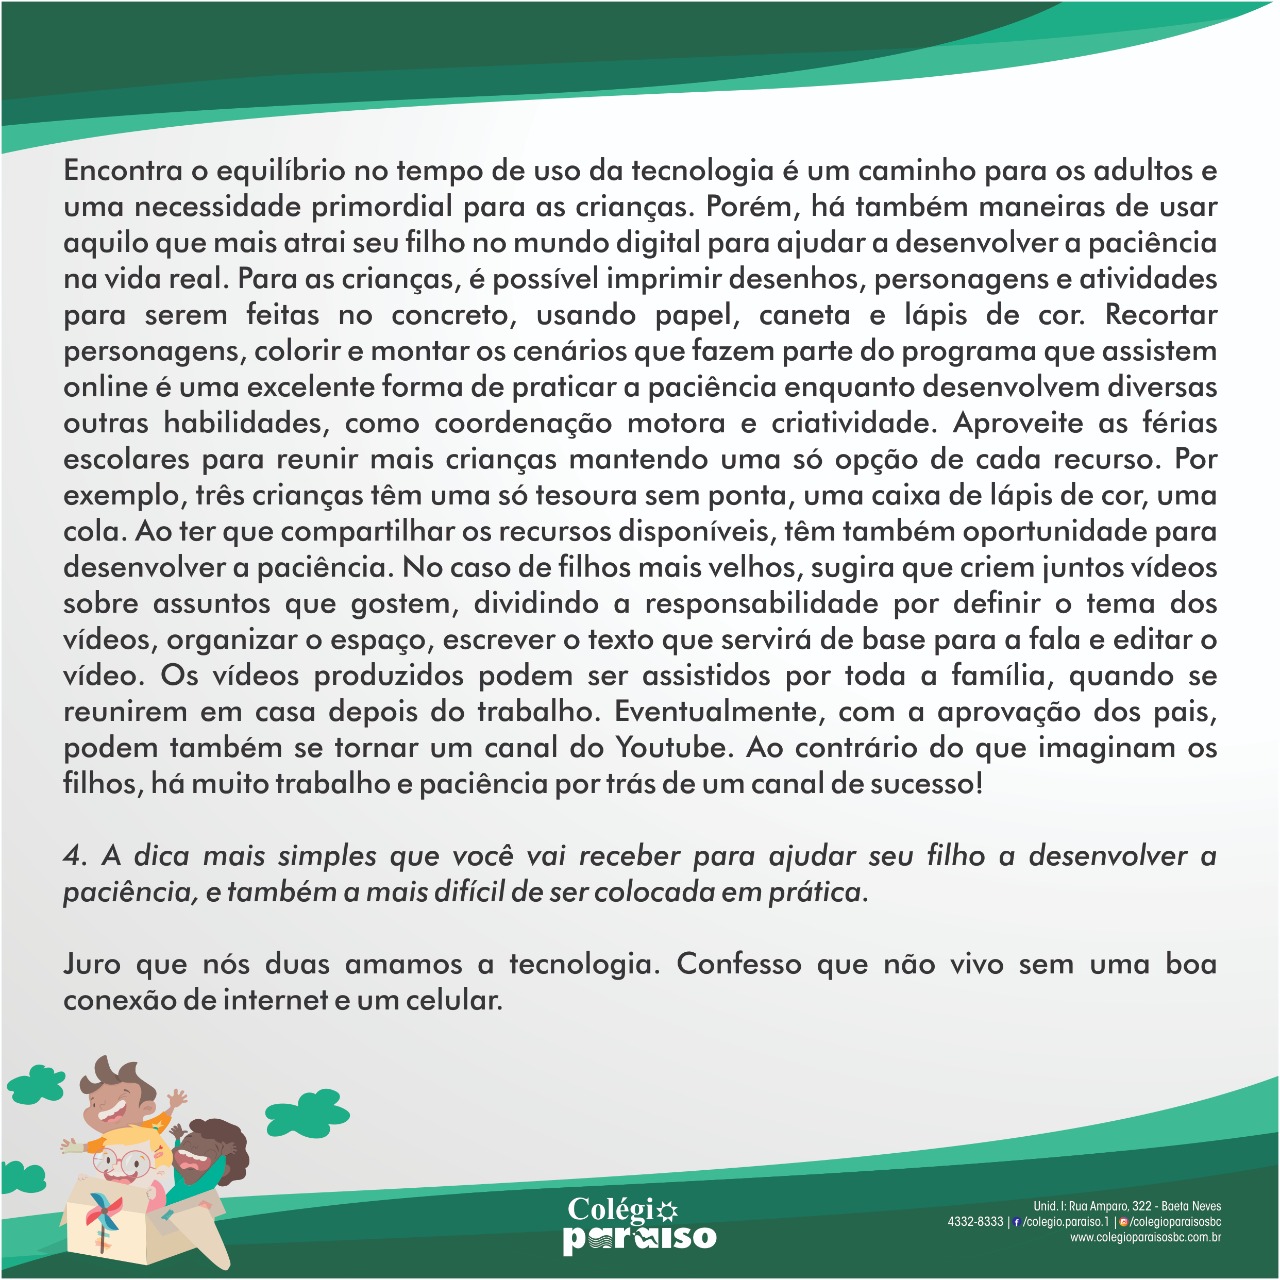 Encontra o equilíbrio no tempo de uso da tecnologia é um caminho para os adultos e
uma necessidade primordial para as crianças. Porém, há também maneiras de usar
aquilo que mais atrai seu filho no mundo digital para ajudar a desenvolver a paciência
na vida real. Para as crianças, é possível imprimir desenhos, personagens e atividades
para serem feitas no concreto, usando papel, caneta e lápis de cor. Recortar
personagens, colorir e montar os cenários que fazem parte do programa que assistem
online é uma excelente forma de praticar a paciência enquanto desenvolvem diversas
outras habilidades, como coordenação motora e criatividade. Aproveite as férias
escolares para reunir mais crianças mantendo uma só opção de cada recurso. Por
exemplo, três crianças têm uma só tesoura sem ponta, uma caixa de lápis de cor, uma
cola. Ao ter que compartilhar os recursos disponíveis, têm também oportunidade para
desenvolver a paciência. No caso de filhos mais velhos, sugira que criem juntos vídeos
sobre assuntos que gostem, dividindo a responsabilidade por definir o tema dos
vídeos, organizar o espaço, escrever o texto que servirá de base para a fala e editar o
vídeo. Os vídeos produzidos podem ser assistidos por toda a família, quando se
reunirem em casa depois do trabalho. Eventualmente, com a aprovação dos pais,
podem também se tornar um canal do Youtube. Ao contrário do que imaginam os
filhos, há muito trabalho e paciência por trás de um canal de sucesso!
4. A dica mais simples que você vai receber para ajudar seu filho a desenvolver a
paciência, e também a mais difícil de ser colocada em prática.
Juro que nós duas amamos a tecnologia. Confesso que não vivo sem uma boa
conexão de internet e um celular.
Colégio
paraiso
Unid. I: Rua Amparo, 322 - Baeta Neves
4332-8333 | /colegio.paraiso.1 | /colegioparaisosbc
www.colegioparaisosbc.com.br